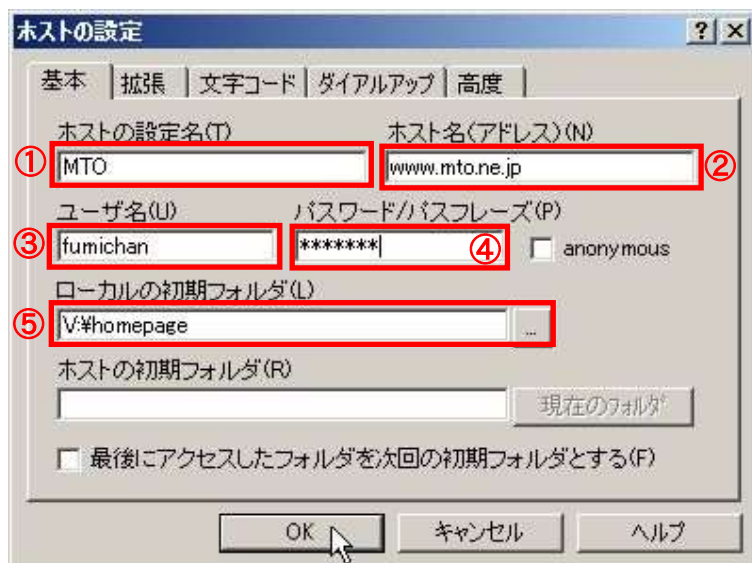 ホストの設定 ? ×
基本 拡張 文字コード ダイアルアップ 高度
ホストの設定名(T) ホスト名(アドレス)(N)
① MTO www.mto.ne.jp ②
ユーザ名(U) パスワード/パスフレーズ(P)
③ fumichan ******* ④ anonymous
ローカルの初期フォルダ(L)
⑤ V:¥homepage ...
ホストの初期フォルダ(R)
現在のフォルダ
最後にアクセスしたフォルダを次回の初期フォルダとする(F)
OK キャンセル ヘルプ